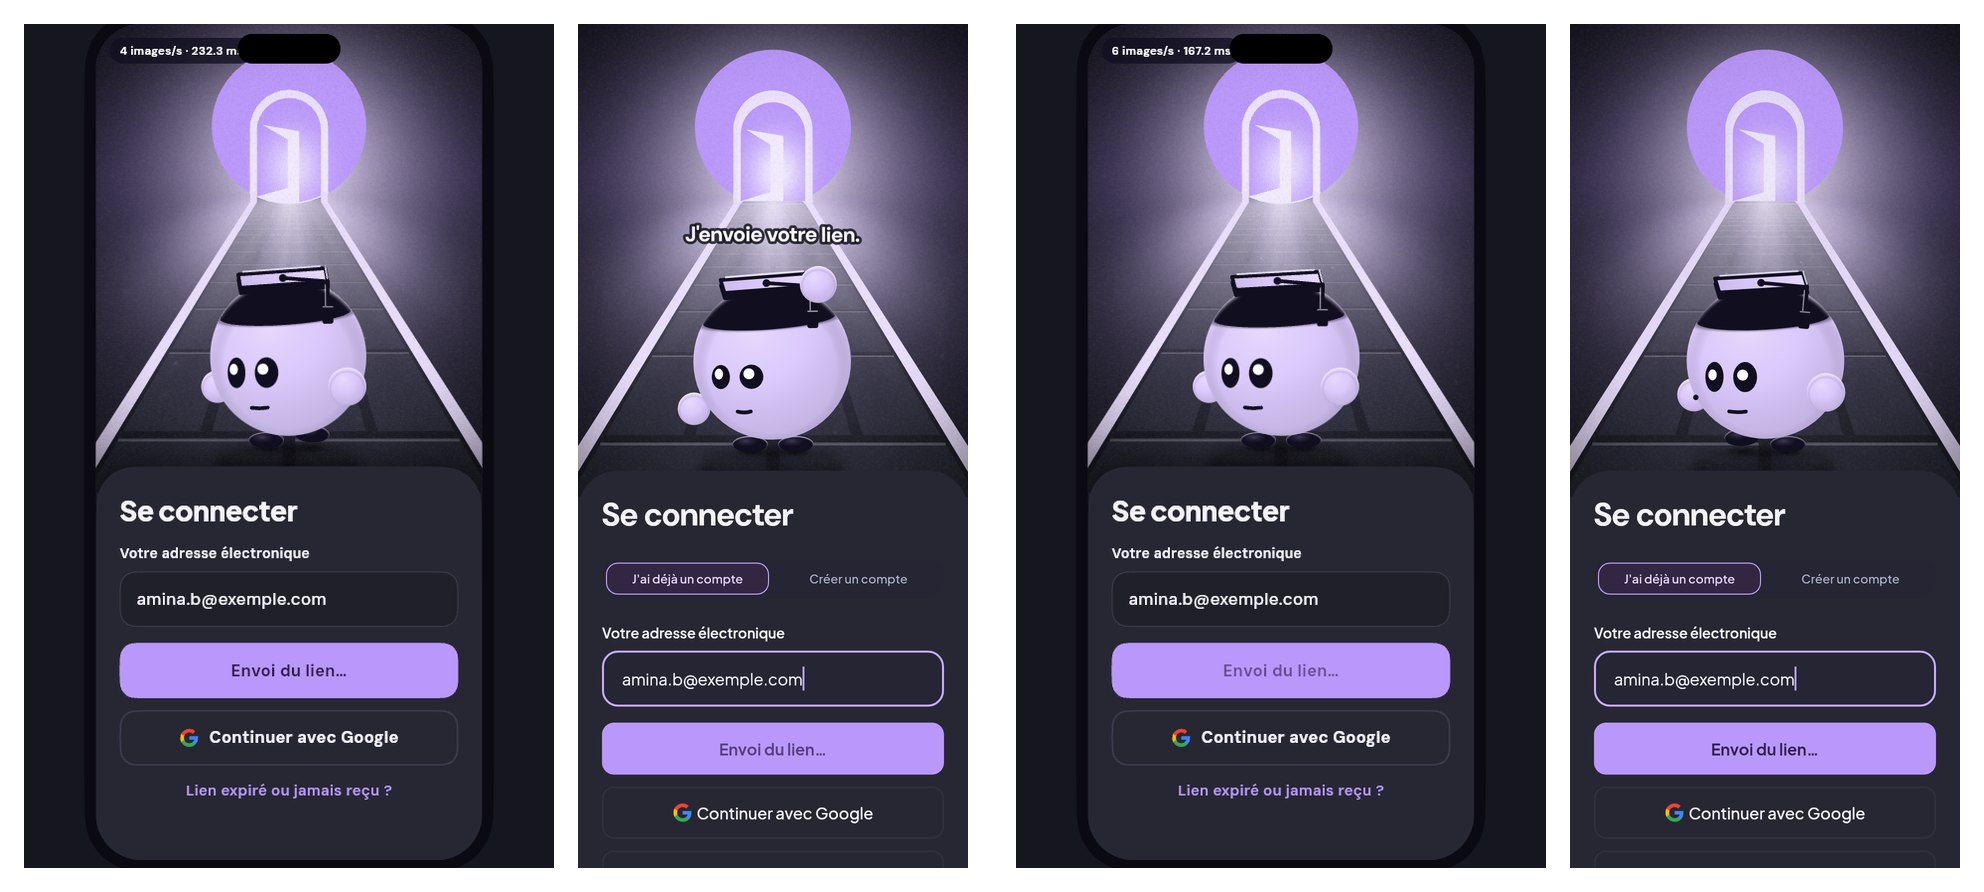 4 images/s · 232.3 m
Se connecter
Votre adresse électronique
amina.b@exemple.com
Envoi du lien...
Continuer avec Google
Lien expiré ou jamais reçu ?
J'envoie votre lien.
Se connecter
J'ai déjà un compte
Créer un compte
Votre adresse électronique
amina.b@exemple.com
Envoi du lien...
Continuer avec Google
6 images/s · 167.2 ms
Se connecter
Votre adresse électronique
amina.b@exemple.com
Envoi du lien...
Continuer avec Google
Lien expiré ou jamais reçu ?
Se connecter
J'ai déjà un compte
Créer un compte
Votre adresse électronique
amina.b@exemple.com
Envoi du lien...
Continuer avec Google